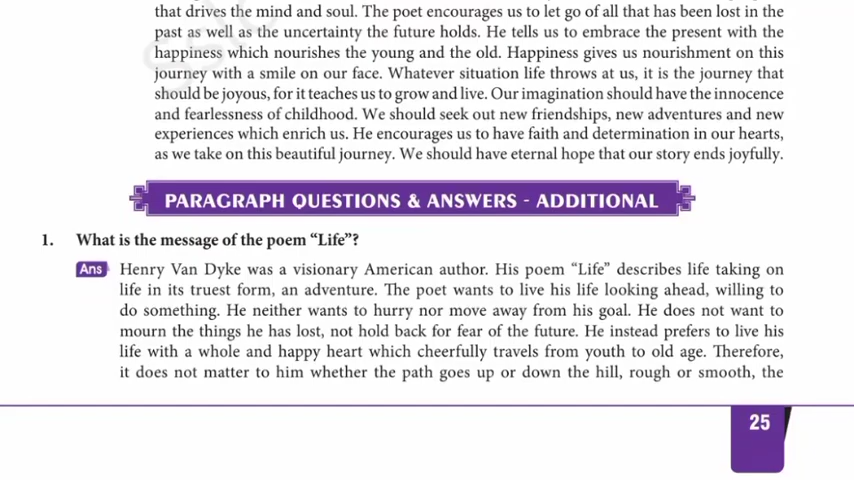 that drives the mind and soul. The poet encourages us to let go of all that has been lost in the
past as well as the uncertainty the future holds. He tells us to embrace the present with the
happiness which nourishes the young and the old. Happiness gives us nourishment on this
journey with a smile on our face. Whatever situation life throws at us, it is the journey that
should be joyous, for it teaches us to grow and live. Our imagination should have the innocence
and fearlessness of childhood. We should seek out new friendships, new adventures and new
experiences which enrich us. He encourages us to have faith and determination in our hearts,
as we take on this beautiful journey. We should have eternal hope that our story ends joyfully.
PARAGRAPH QUESTIONS & ANSWERS - ADDITIONAL
1. What is the message of the poem “Life”?
Ans Henry Van Dyke was a visionary American author. His poem “Life” describes life taking on
life in its truest form, an adventure. The poet wants to live his life looking ahead, willing to
do something. He neither wants to hurry nor move away from his goal. He does not want to
mourn the things he has lost, not hold back for fear of the future. He instead prefers to live his
life with a whole and happy heart which cheerfully travels from youth to old age. Therefore,
it does not matter to him whether the path goes up or down the hill, rough or smooth, the
25